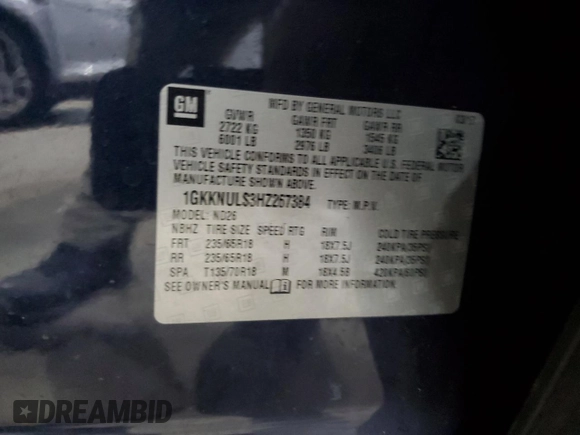 GM
MFD BY GENERAL MOTORS LLC
GVWR GAWR FRT GAWR RR
2722 KG 1350 KG 1545 KG
6001 LB 2976 LB 3406 LB
THIS VEHICLE CONFORMS TO ALL APPLICABLE U.S. FEDERAL MOTOR
VEHICLE SAFETY STANDARDS IN EFFECT ON THE DATE OF
MANUFACTURE SHOWN ABOVE.
1GKKNULS3HZ267384 TYPE: M.P.V.
MODEL: ND26
NBHZ TIRE SIZE SPEED RTG RIM COLD TIRE PRESSURE
FRT 235/65R18 H 18X7.5J 240KPA(35PSI)
RR 235/65R18 H 18X7.5J 240KPA(35PSI)
SPA T135/70R18 M 18X4.5B 420KPA(60PSI)
SEE OWNER'S MANUAL FOR MORE INFORMATION.
DREAMBID